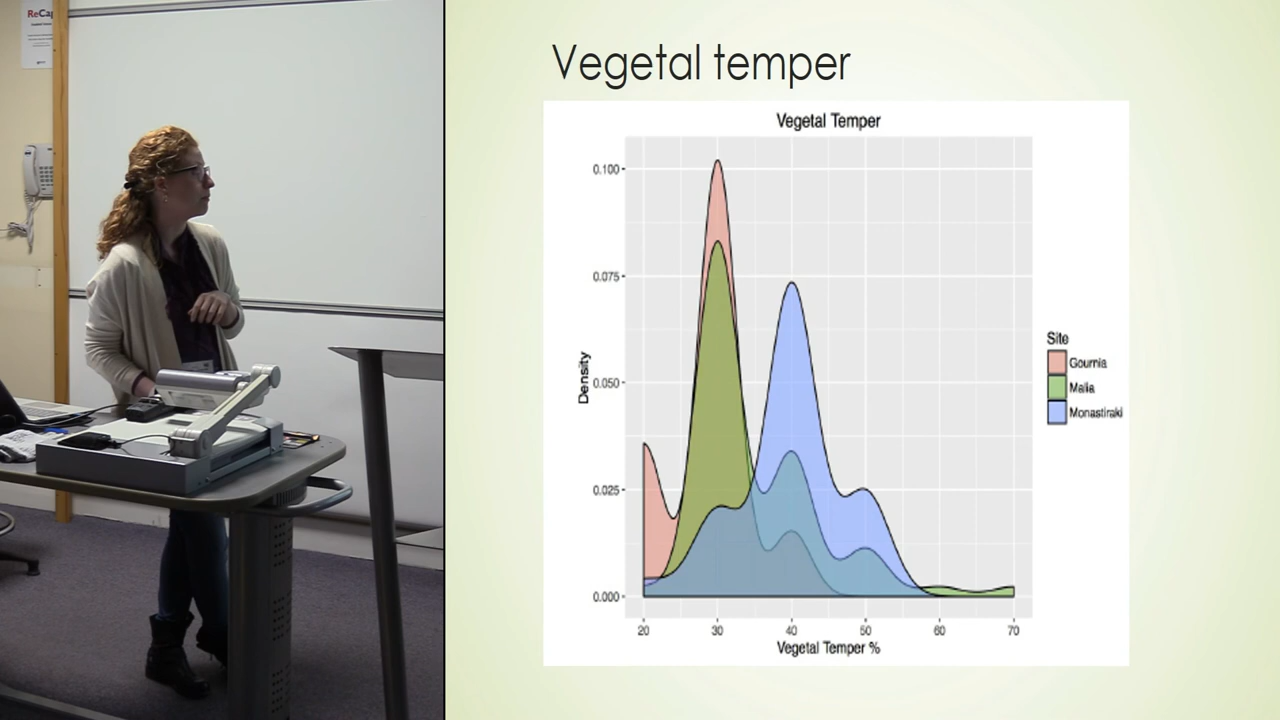 ReCap
Vegetal temper
Vegetal Temper
0.100
0.075
0.050
0.025
0.000
Density
20 30 40 50 60 70
Vegetal Temper %
Site
Gournia
Malia
Monastiraki